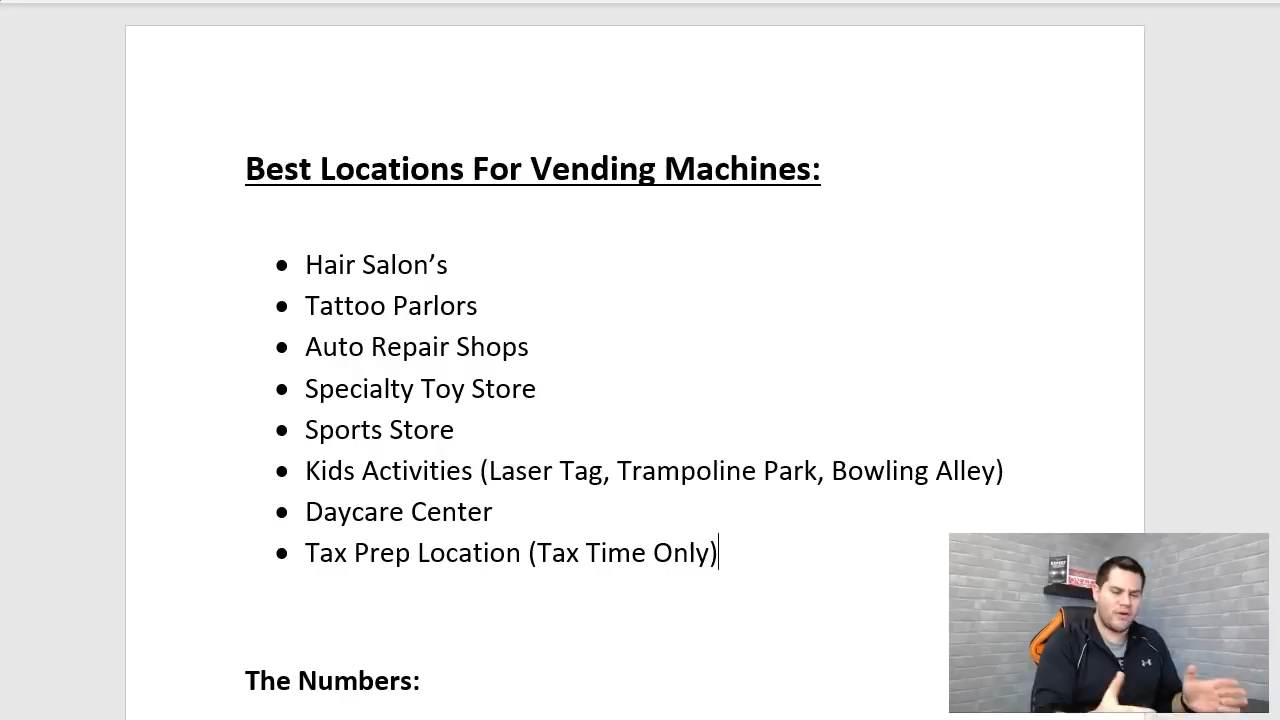 Best Locations For Vending Machines:
• Hair Salon’s
• Tattoo Parlors
• Auto Repair Shops
• Specialty Toy Store
• Sports Store
• Kids Activities (Laser Tag, Trampoline Park, Bowling Alley)
• Daycare Center
• Tax Prep Location (Tax Time Only)
The Numbers: